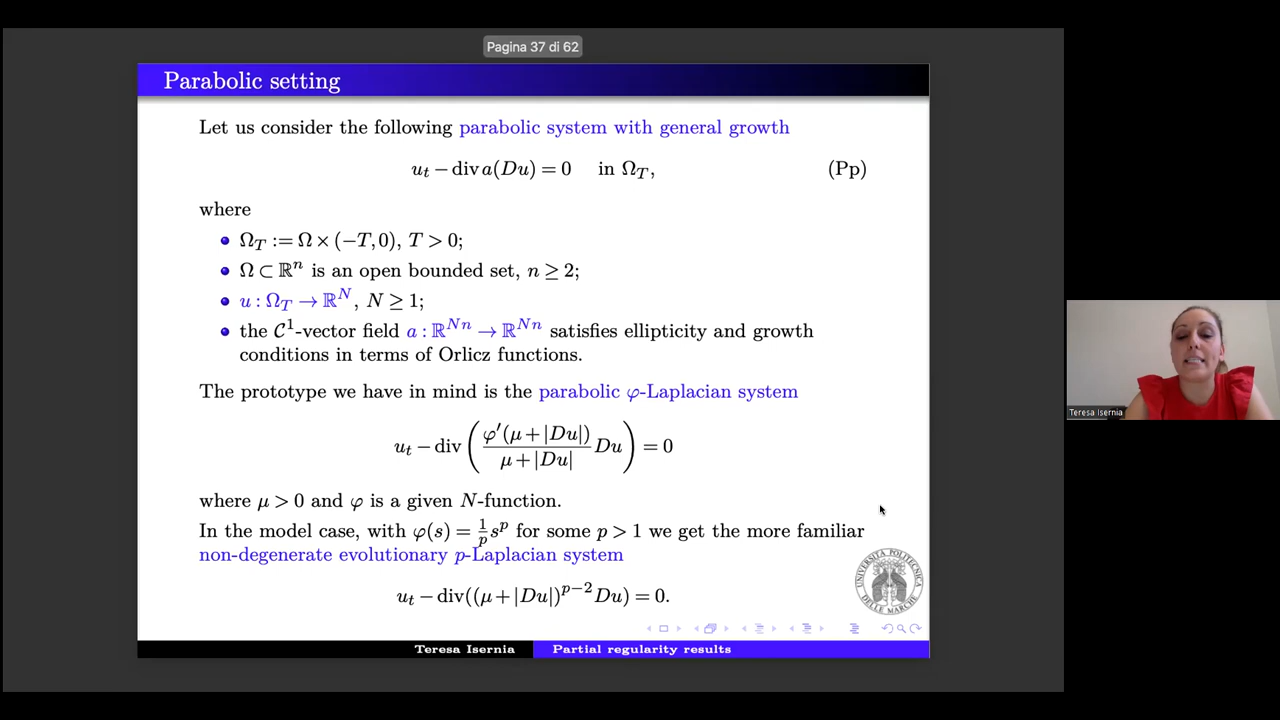 Pagina 37 di 62
Parabolic setting
Let us consider the following parabolic system with general growth
u_t − div a(Du) = 0 in Ω_T, (Pp)
where
Ω_T := Ω × (−T, 0), T > 0;
Ω ⊂ ℝ^n is an open bounded set, n ≥ 2;
u : Ω_T → ℝ^N, N ≥ 1;
the C^1-vector field a : ℝ^{Nn} → ℝ^{Nn} satisfies ellipticity and growth
conditions in terms of Orlicz functions.
The prototype we have in mind is the parabolic φ-Laplacian system
u_t − div ( φ′(μ + |Du|) / μ + |Du| Du ) = 0
where μ > 0 and φ is a given N-function.
In the model case, with φ(s) = 1/p s^p for some p > 1 we get the more familiar
non-degenerate evolutionary p-Laplacian system
u_t − div((μ + |Du|)^{p−2} Du) = 0.
UNIVERSITÀ POLITECNICA
DELLE MARCHE
Teresa Isernia Partial regularity results
Teresa Isernia